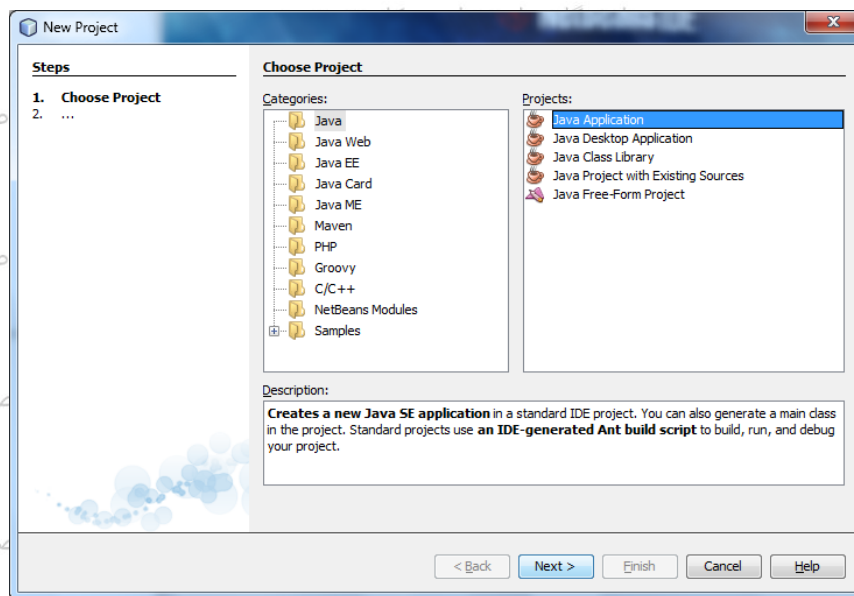 New Project
Steps
1. Choose Project
2. ...
Choose Project
Categories:
Java
Java Web
Java EE
Java Card
Java ME
Maven
PHP
Groovy
C/C++
NetBeans Modules
Samples
Projects:
Java Application
Java Desktop Application
Java Class Library
Java Project with Existing Sources
Java Free-Form Project
Description:
Creates a new Java SE application in a standard IDE project. You can also generate a main class
in the project. Standard projects use an IDE-generated Ant build script to build, run, and debug
your project.
< Back
Next >
Finish
Cancel
Help